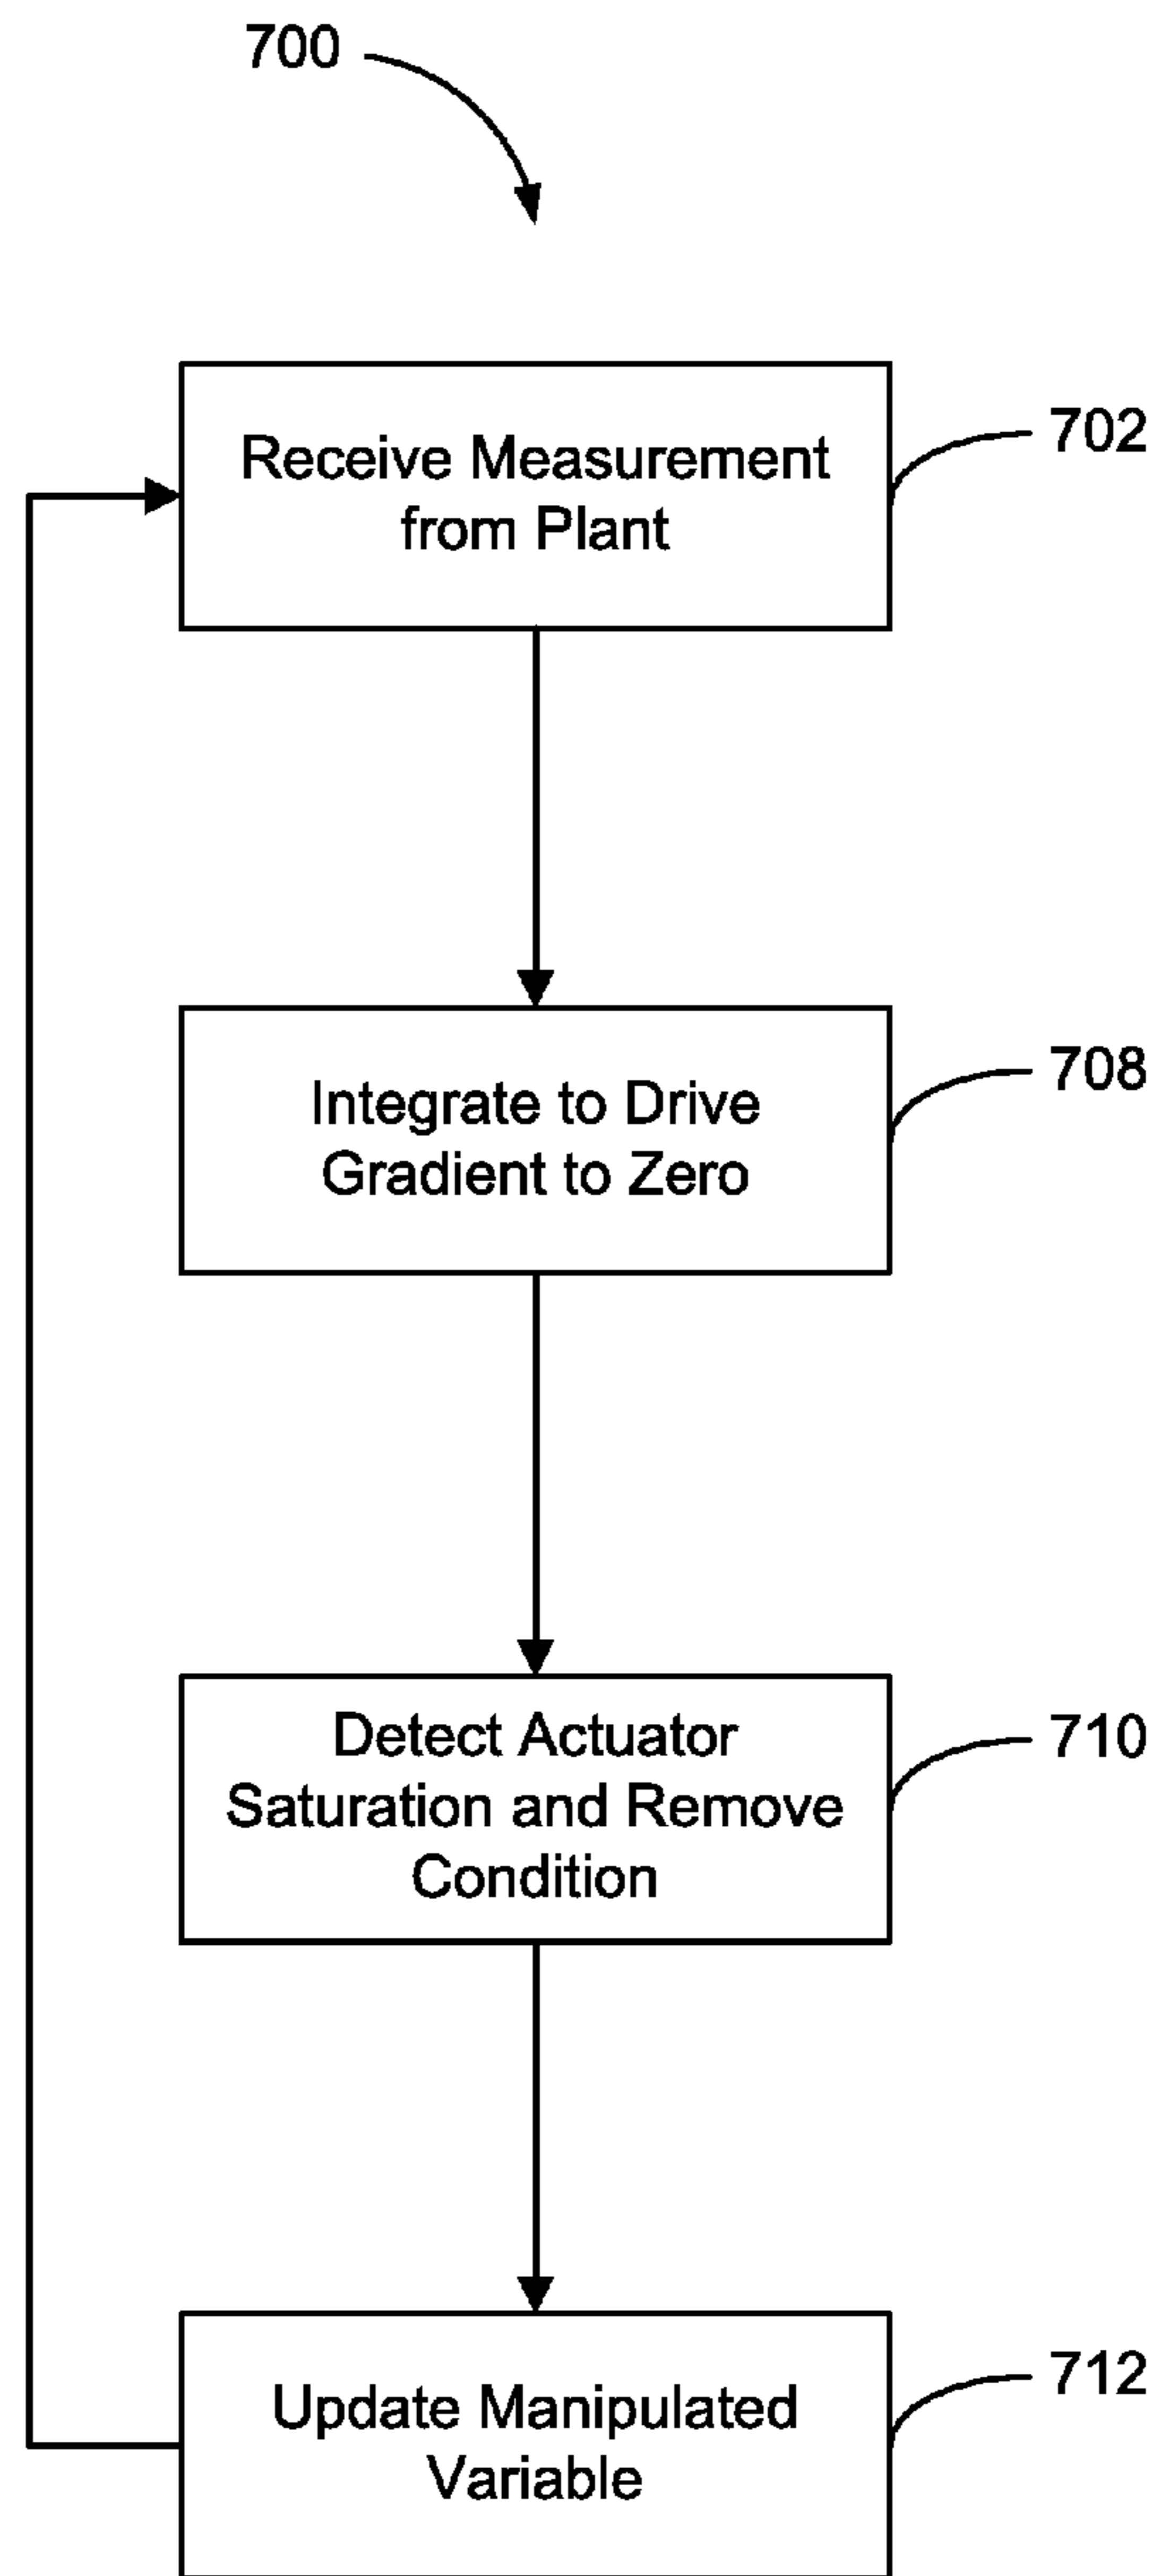 700
Receive Measurement
from Plant
702
Integrate to Drive
Gradient to Zero
708
Detect Actuator
Saturation and Remove
Condition
710
Update Manipulated
Variable
712